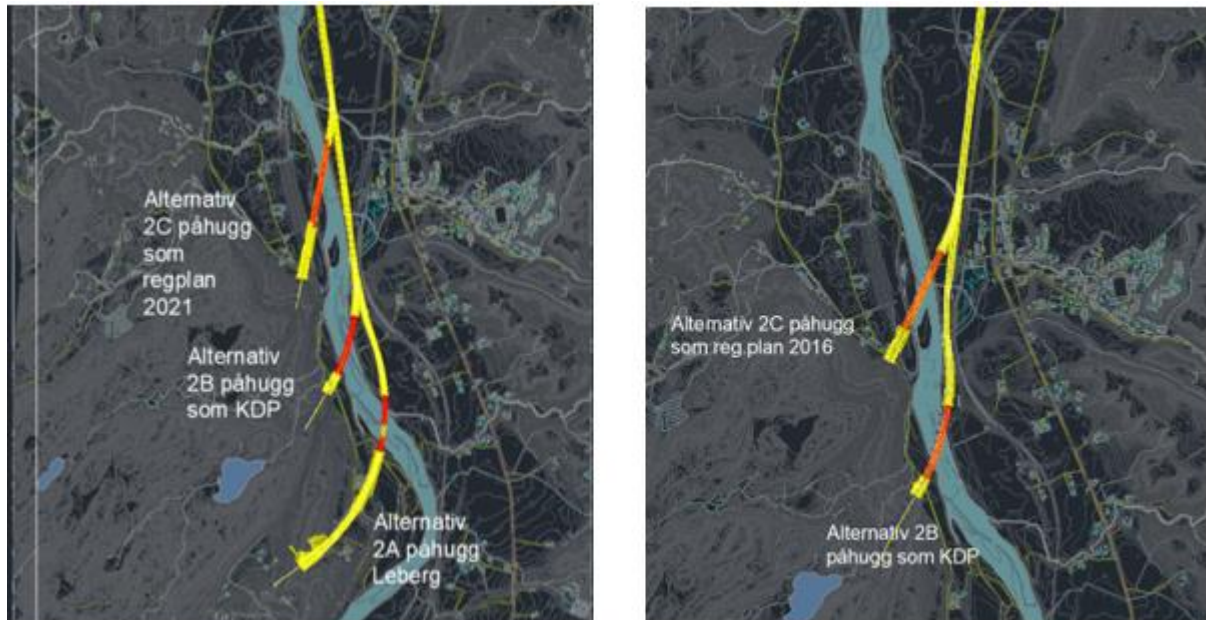 Alternativ
2C påhugg
som
regplan
2021
Alternativ
2B påhugg
som KDP
Alternativ
2A påhugg
Leberg
Alternativ 2C påhugg
som reg.plan 2016
Alternativ 2B
påhugg som KDP